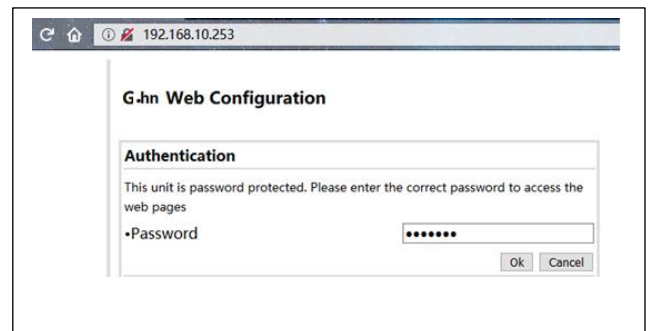 192.168.10.253
G.hn Web Configuration
Authentication
This unit is password protected. Please enter the correct password to access the
web pages
•Password •••••••
Ok Cancel